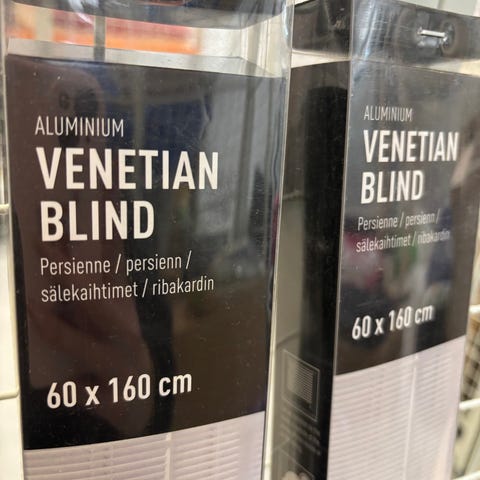 ALUMINIUM
VENETIAN
BLIND
Persienne / persienn /
sälekaihtimet / ribakardin
60 x 160 cm
ALUMINIUM
VENETIAN
BLIND
Persienne / persienn /
sälekaihtimet / ribakardin
60 x 160 cm